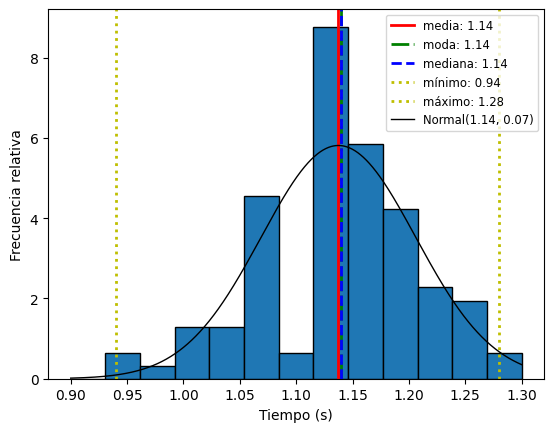 media: 1.14
moda: 1.14
mediana: 1.14
mínimo: 0.94
máximo: 1.28
Normal(1.14, 0.07)
8
6
4
2
0
Frecuencia relativa
0.90 0.95 1.00 1.05 1.10 1.15 1.20 1.25 1.30
Tiempo (s)